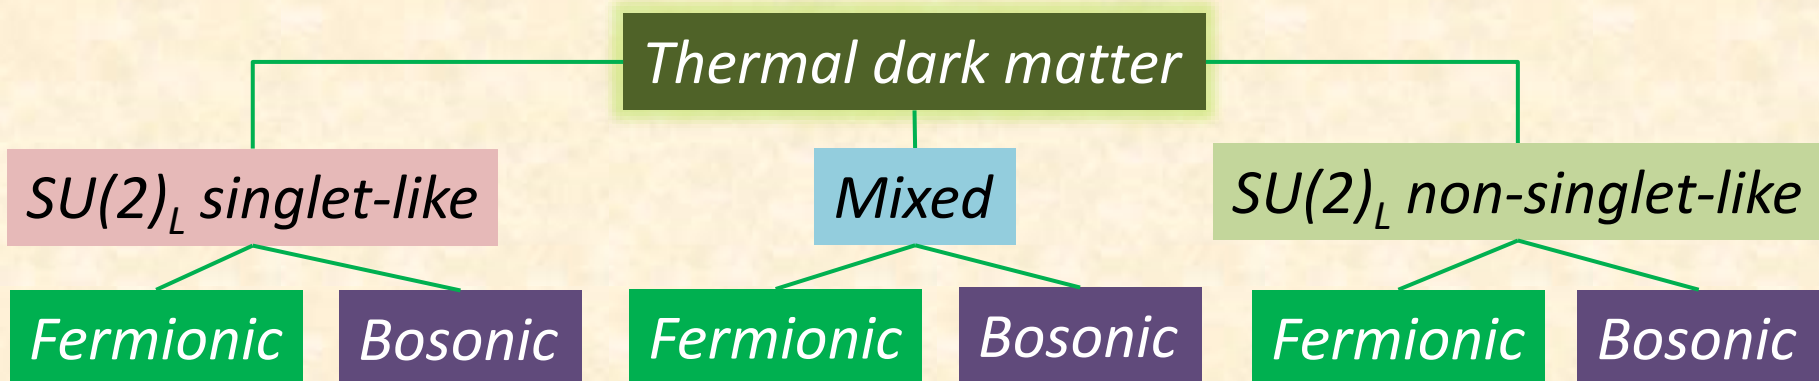 Thermal dark matter
SU(2)L singlet-like
Mixed
SU(2)L non-singlet-like
Fermionic
Bosonic
Fermionic
Bosonic
Fermionic
Bosonic